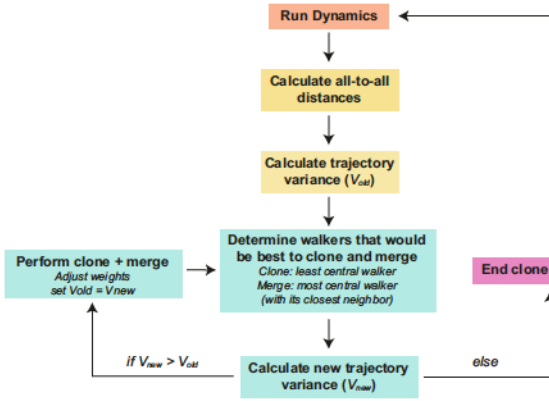 Run Dynamics
Calculate all-to-all
distances
Calculate trajectory
variance (Vold)
Determine walkers that would
be best to clone and merge
Clone: least central walker
Merge: most central walker
(with its closest neighbor)
Perform clone + merge
Adjust weights
set Vold = Vnew
End clone
Calculate new trajectory
variance (Vnew)
if Vnew > Vold
else